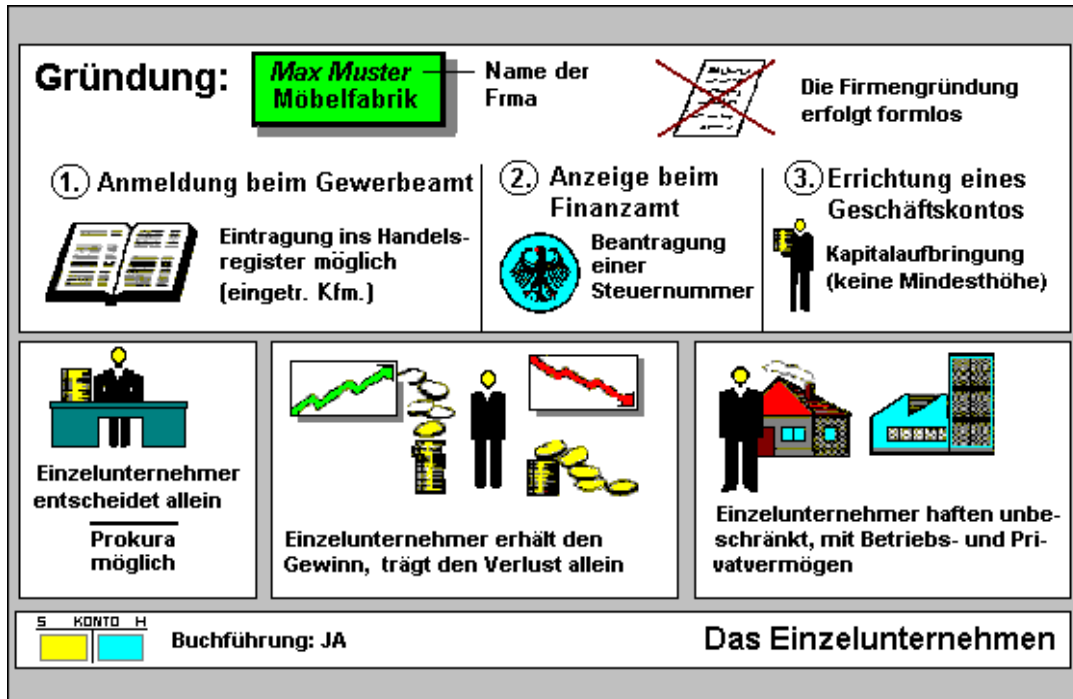 Gründung:
Max Muster
Möbelfabrik
Name der
Frma
Die Firmengründung
erfolgt formlos
1. Anmeldung beim Gewerbeamt
Eintragung ins Handels-
register möglich
(eingetr. Kfm.)
2. Anzeige beim
Finanzamt
Beantragung
einer
Steuernummer
3. Errichtung eines
Geschäftskontos
Kapitalaufbringung
(keine Mindesthöhe)
Einzelunternehmer
entscheidet allein
Prokura
möglich
Einzelunternehmer erhält den
Gewinn, trägt den Verlust allein
Einzelunternehmer haften unbe-
schränkt, mit Betriebs- und Pri-
vatvermögen
S KONTO H
Buchführung: JA
Das Einzelunternehmen